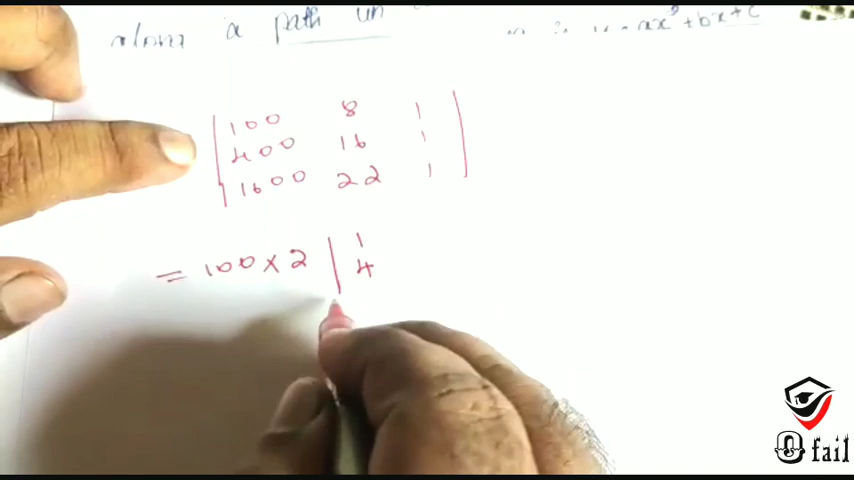 along a path
y = ax² + bx + c
| 100 8 1 |
| 400 16 1 |
| 1600 22 1 |
= 100 × 2 | 1
4
0 fail